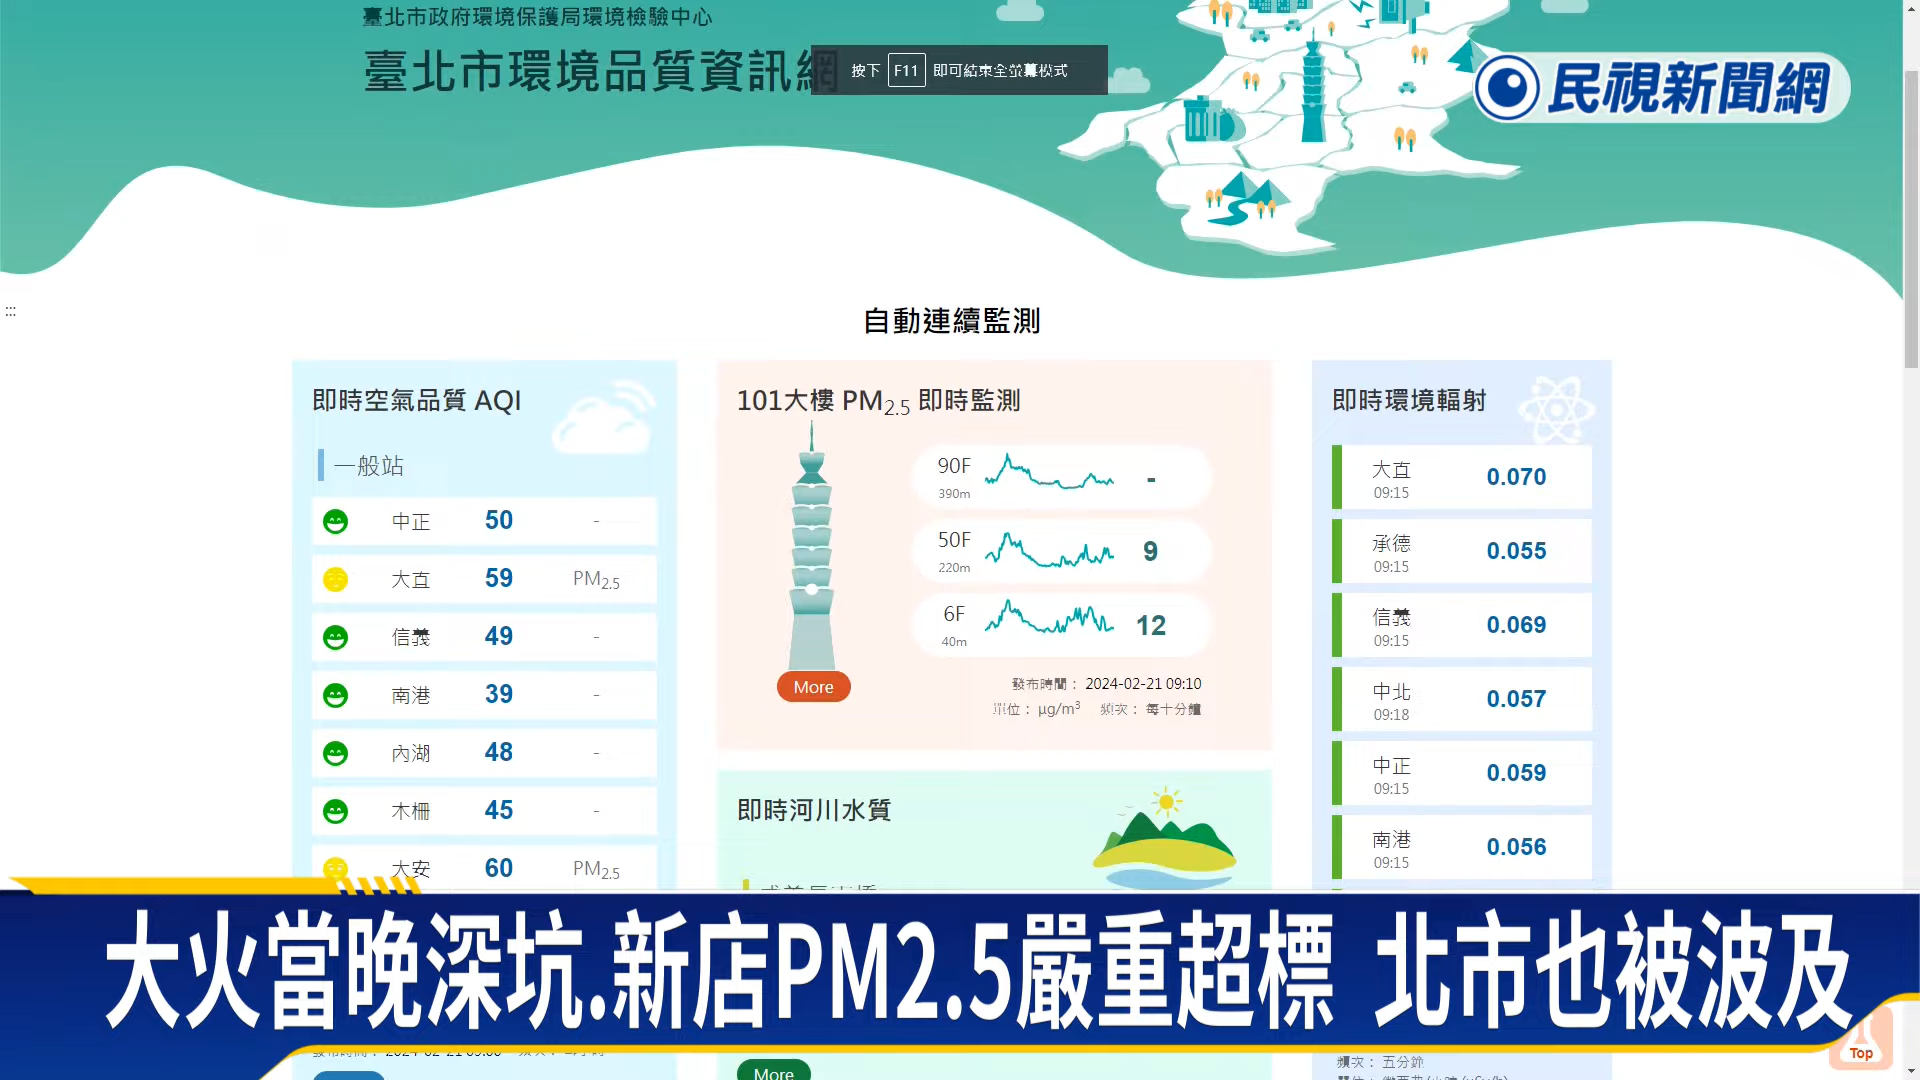 臺北市政府環境保護局環境檢驗中心
臺北市環境品質資訊網
按下 F11 即可結束全螢幕模式
民視新聞網
:::
自動連續監測
即時空氣品質 AQI
一般站
中正 50 -
大直 59 PM2.5
信義 49 -
南港 39 -
內湖 48 -
木柵 45 -
大安 60 PM2.5
101大樓 PM2.5 即時監測
90F 390m -
50F 220m 9
6F 40m 12
More
發布時間： 2024-02-21 09:10
單位： μg/m3 頻次： 每十分鐘
即時河川水質
More
即時環境輻射
大直 09:15 0.070
承德 09:15 0.055
信義 09:15 0.069
中北 09:18 0.057
中正 09:15 0.059
南港 09:15 0.056
大火當晚深坑.新店PM2.5嚴重超標 北市也被波及
頻次： 五分鐘
Top